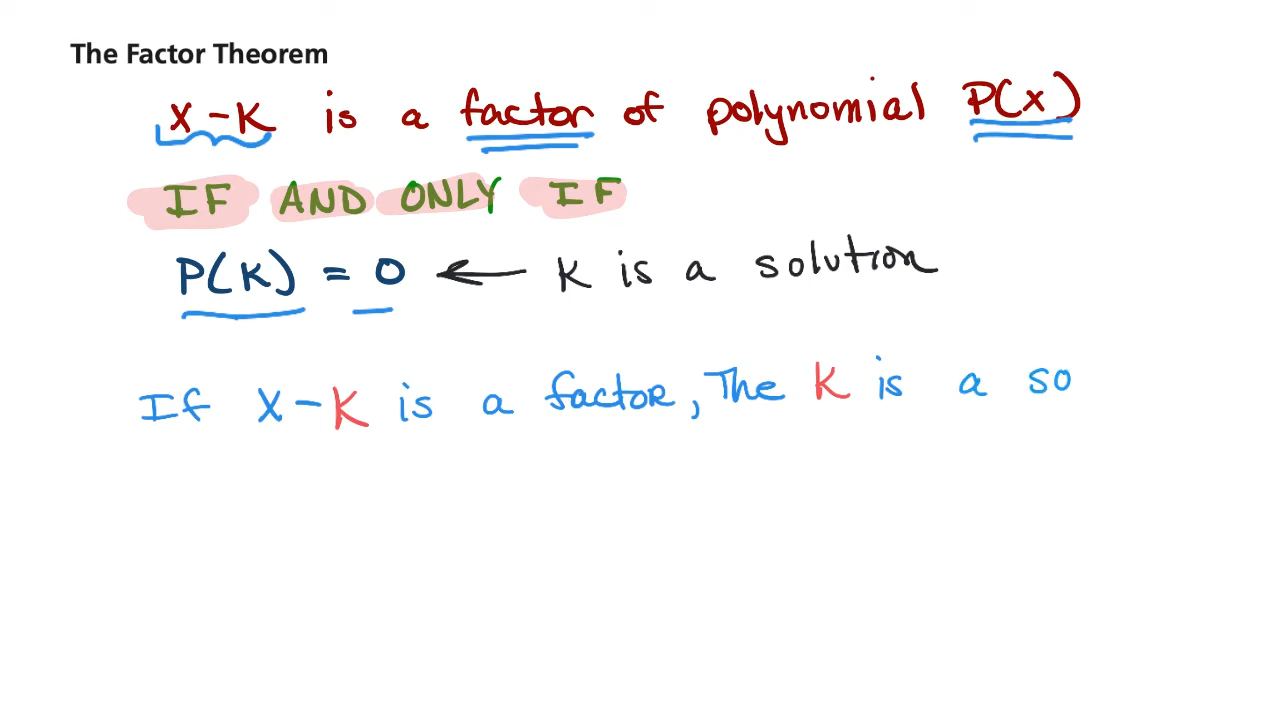 The Factor Theorem
x - k is a factor of polynomial P(x)
IF AND ONLY IF
P(k) = 0 ← k is a solution
If x - k is a factor, The k is a so